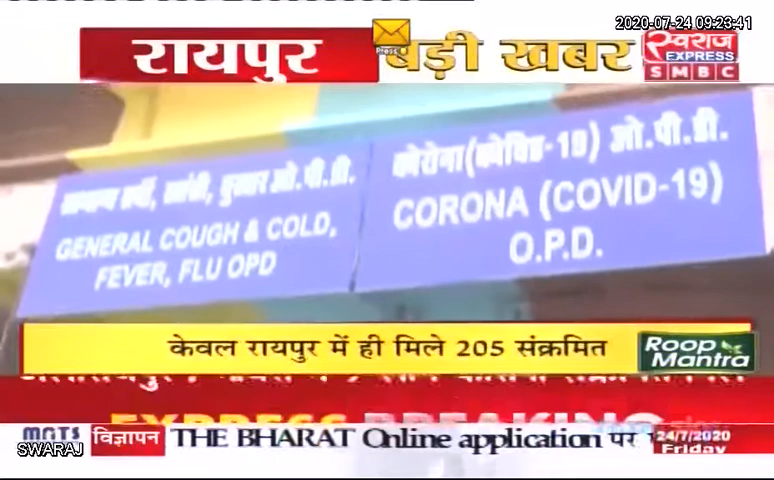 2020-07-24 09:23:41
रायपुर
Press
बड़ी खबर
स्वराज
EXPRESS
SMBC
सामान्य सर्दी, खांसी, बुखार ओ.पी.डी.
GENERAL COUGH & COLD,
FEVER, FLU OPD
कोरोना (कोविड-19) ओ.पी.डी.
CORONA (COVID-19)
O.P.D.
केवल रायपुर में ही मिले 205 संक्रमित
Roop
Mantra
EXPRESS BREAKING
MATS
SWARAJ
विज्ञापन
THE BHARAT Online application पर
24/7/2020
Friday